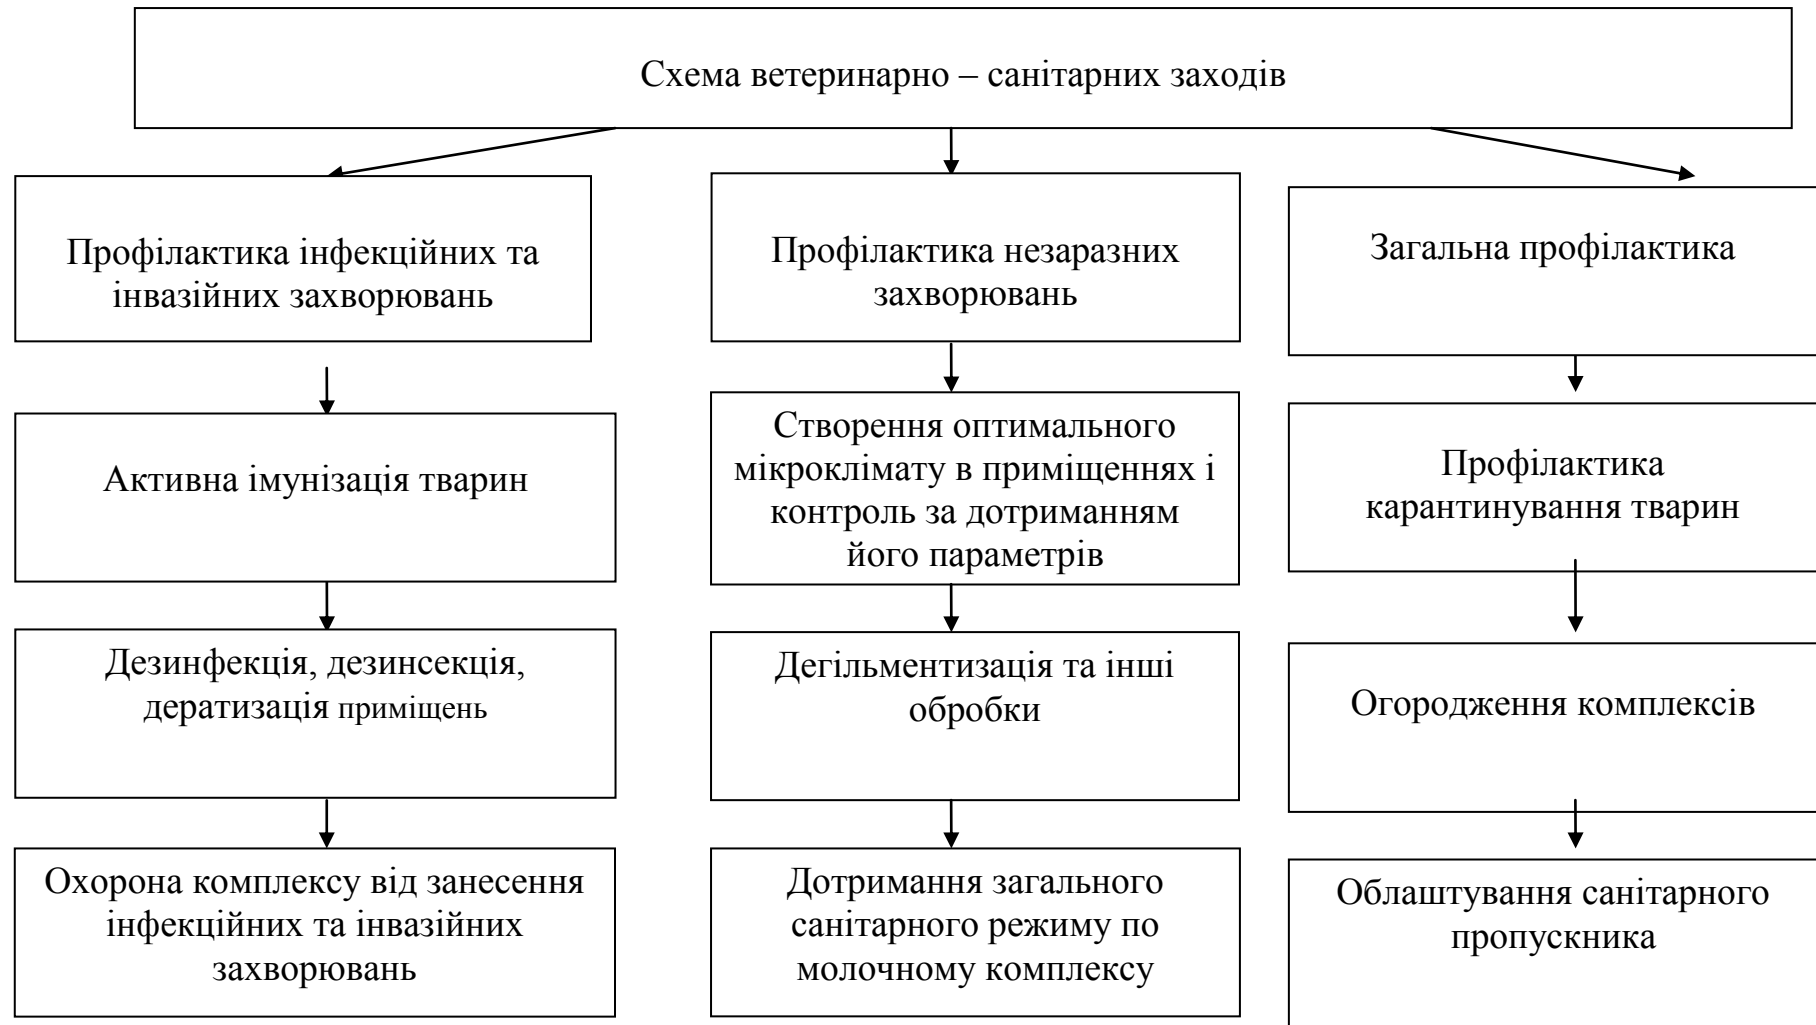 Схема ветеринарно – санітарних заходів
Профілактика інфекційних та
інвазійних захворювань
Профілактика незаразних
захворювань
Загальна профілактика
Активна імунізація тварин
Створення оптимального
мікроклімату в приміщеннях і
контроль за дотриманням
його параметрів
Профілактика
карантинування тварин
Дезинфекція, дезинсекція,
дератизація приміщень
Дегільментизація та інші
обробки
Огородження комплексів
Охорона комплексу від занесення
інфекційних та інвазійних
захворювань
Дотримання загального
санітарного режиму по
молочному комплексу
Облаштування санітарного
пропускника